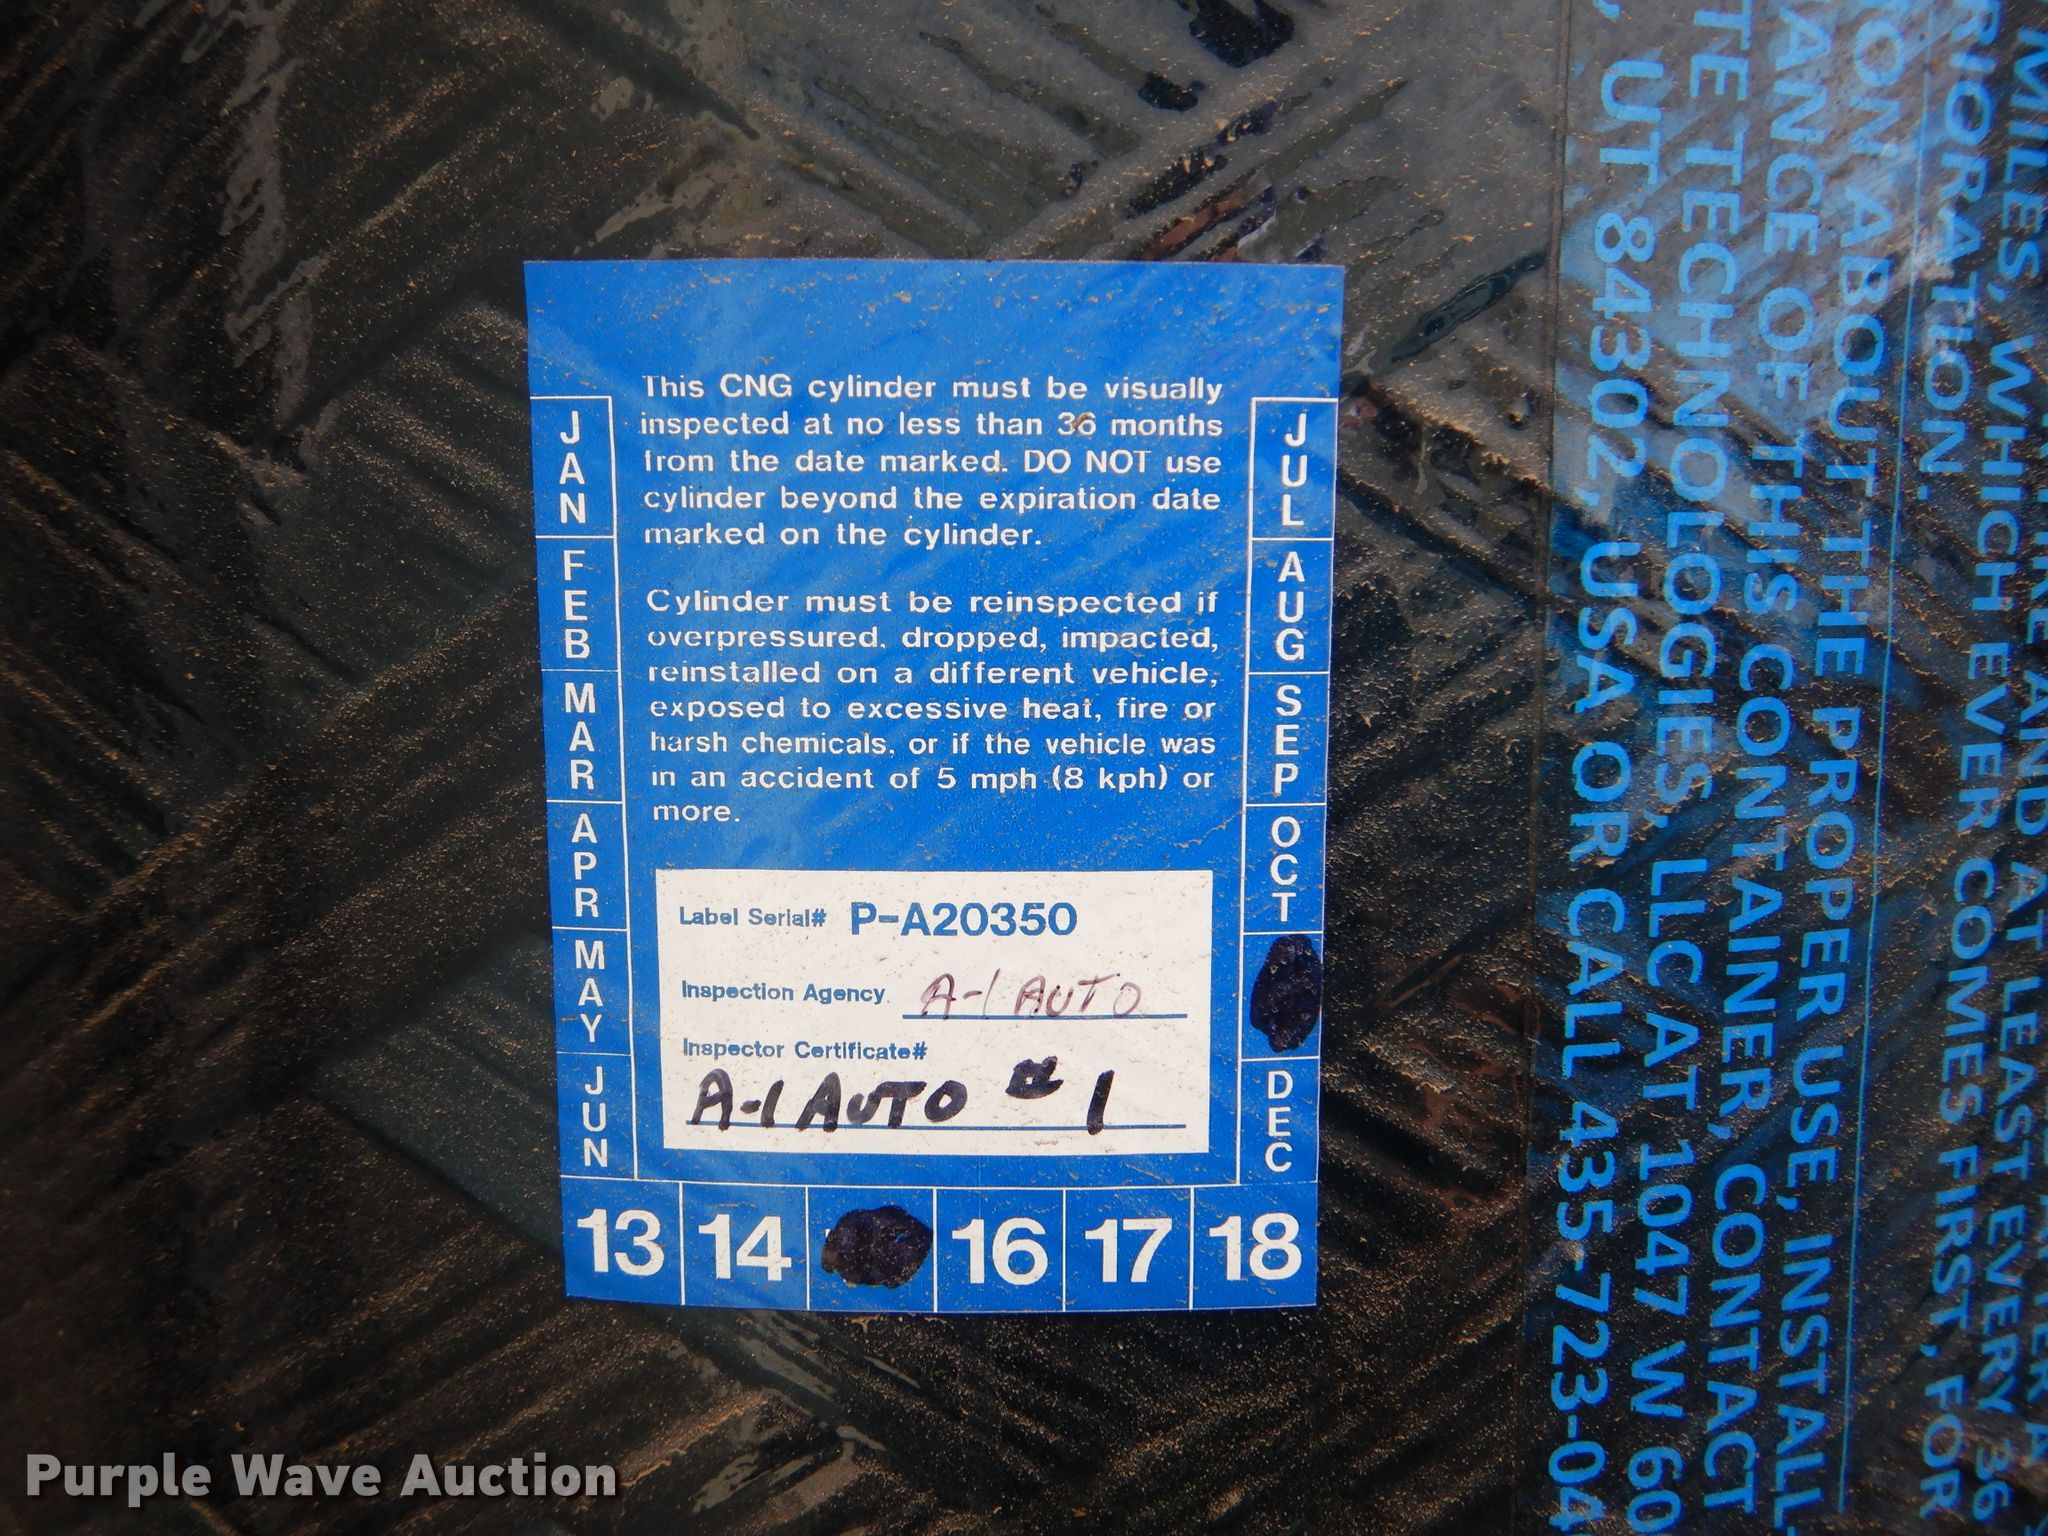 This CNG cylinder must be visually
inspected at no less than 36 months
from the date marked. DO NOT use
cylinder beyond the expiration date
marked on the cylinder.
Cylinder must be reinspected if
overpressured, dropped, impacted,
reinstalled on a different vehicle,
exposed to excessive heat, fire or
harsh chemicals, or if the vehicle was
in an accident of 5 mph (8 kph) or
more.
JAN
FEB
MAR
APR
MAY
JUN
JUL
AUG
SEP
OCT
DEC
Label Serial# P-A20350
Inspection Agency A-1 AUTO
Inspector Certificate#
A-1 AUTO # 1
13 14 16 17 18
MILES, WHICH EVER COMES FIRST, FOR
RIORATION.
ION ABOUT THE PROPER USE, INSTALL
ANCE OF THIS CONTAINER, CONTACT
TE TECHNOLOGIES, LLC AT 1047 W 60
, UT 84302, USA OR CALL 435-723-04
AND AT LEAST EVERY 36
Purple Wave Auction